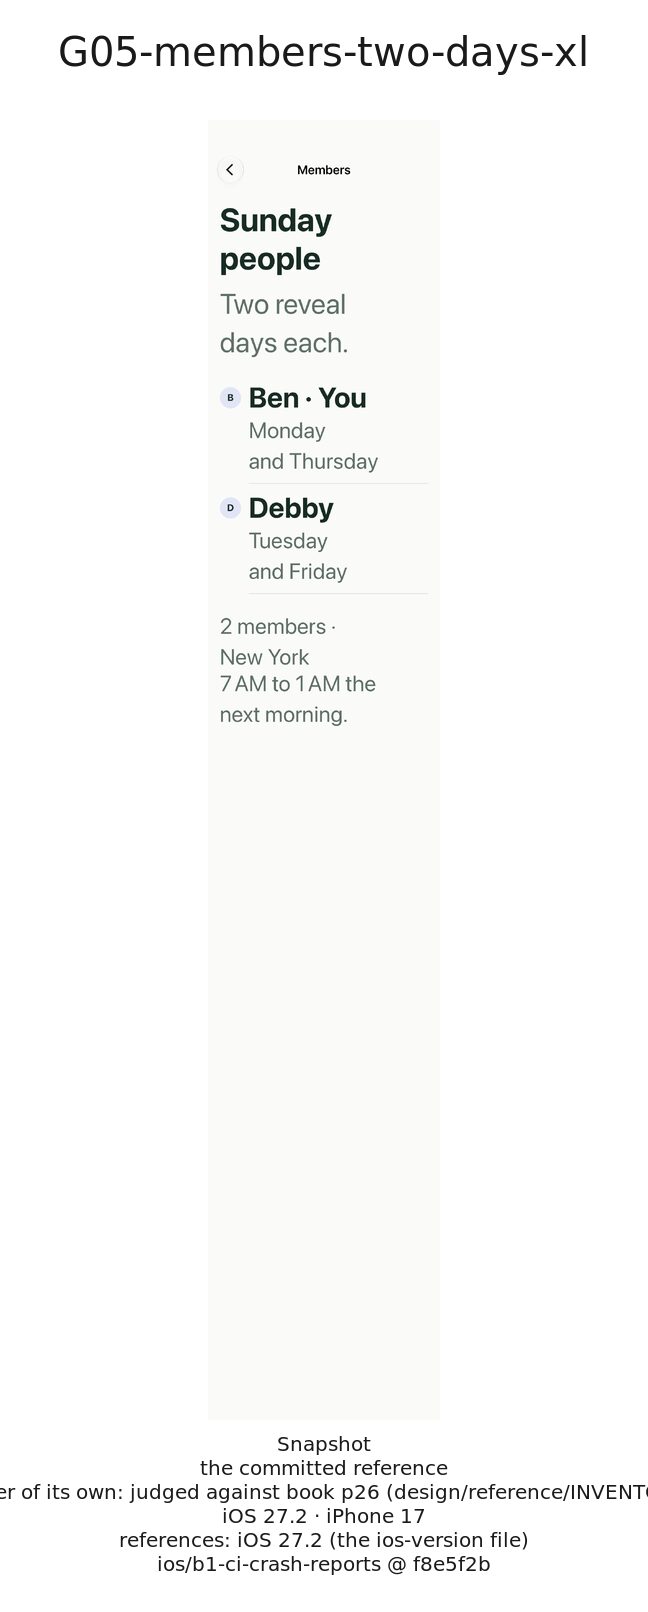 G05-members-two-days-xl
Members
Sunday
people
Two reveal
days each.
B Ben · You
Monday
and Thursday
D Debby
Tuesday
and Friday
2 members ·
New York
7 AM to 1 AM the
next morning.
Snapshot
the committed reference
of its own: judged against book p26 (design/reference/
iOS 27.2 · iPhone 17
references: iOS 27.2 (the ios-version file)
ios/b1-ci-crash-reports @ f8e5f2b